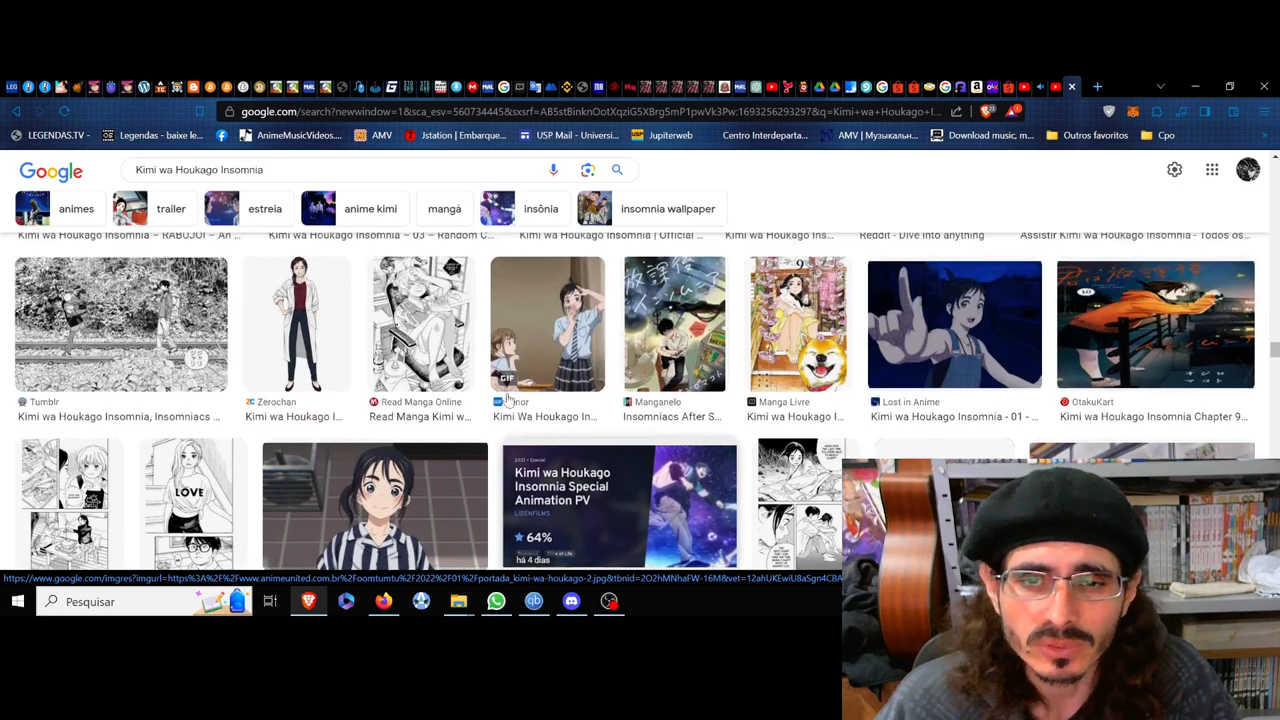 google.com/search?newwindow=1&sca_esv=560734445&sxsrf=AB5stBinknOotXqziG5XBrg5mP1pwVk3Pw:1693256293297&q=Kimi+wa+Houkago+I...
LEGENDAS.TV -
Legendas - baixe le...
AnimeMusicVideos....
AMV
Jstation | Embarque...
USP Mail - Universi...
Jupiterweb
Centro Interdeparta...
AMV | Музыкальн...
Download music, m...
Outros favoritos
Cpo
Google
Kimi wa Houkago Insomnia
animes
trailer
estreia
anime kimi
mangá
insônia
insomnia wallpaper
Kimi wa Houkago Insomnia – RABUJOI – An ...
Kimi wa Houkago Insomnia – 03 – Random C...
Kimi wa Houkago Insomnia | Official ...
Kimi wa Houkago Ins...
Reddit - Dive into anything
Assistir Kimi wa Houkago Insomnia - Todos os...
GIF
9
10
Tumblr
Kimi wa Houkago Insomnia, Insomniacs ...
Zerochan
Kimi wa Houkago I...
Read Manga Online
Read Manga Kimi w...
Kimi Wa Houkago In...
Manganelo
Insomniacs After S...
Manga Livre
Kimi wa Houkago I...
Lost in Anime
Kimi wa Houkago Insomnia - 01 - ...
OtakuKart
Kimi wa Houkago Insomnia Chapter 9...
LOVE
2021 • Special
Kimi wa Houkago
Insomnia Special
Animation PV
LIDENFILMS
64%
há 4 dias
Pesquisar